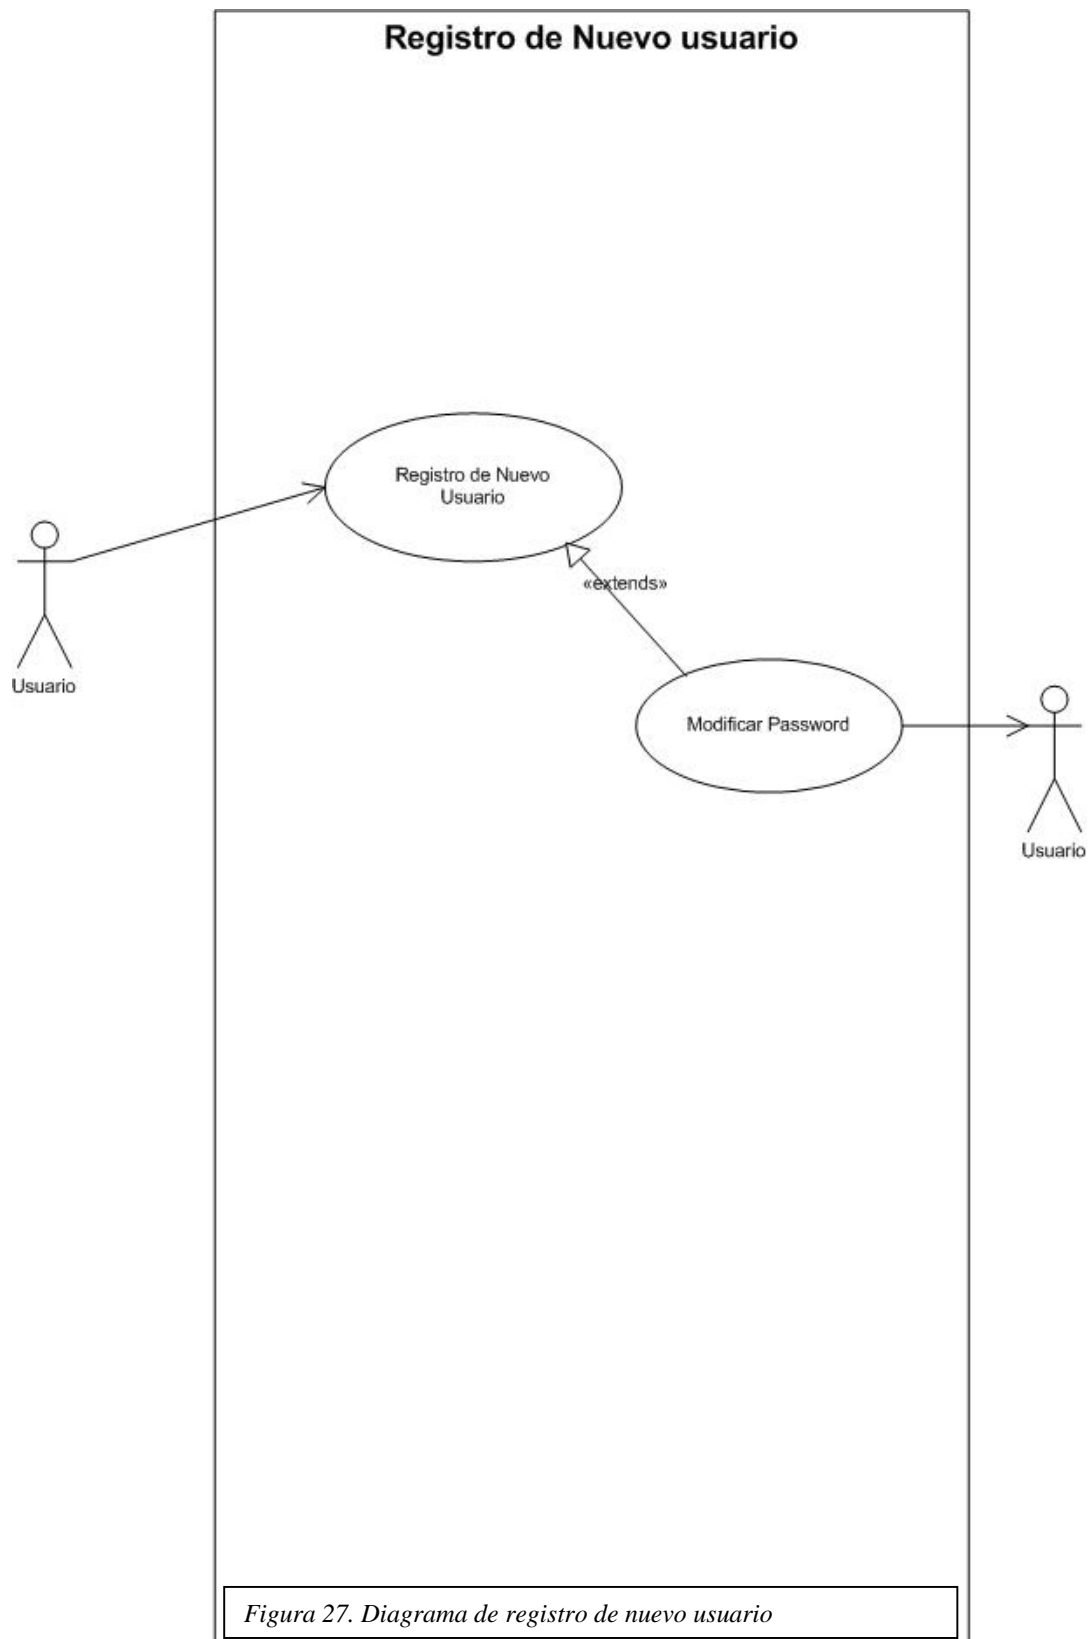 Registro de Nuevo usuario
Registro de Nuevo
Usuario
«extends»
Usuario
Modificar Password
Usuario
Figura 27. Diagrama de registro de nuevo usuario